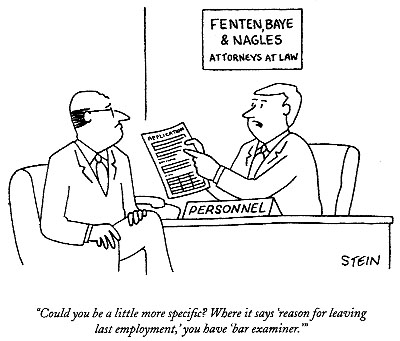 FENTEN, BAYE
& NAGLES
ATTORNEYS AT LAW
APPLICATION
PERSONNEL
STEIN
“Could you be a little more specific? Where it says ‘reason for leaving
last employment,’ you have ‘bar examiner.’”